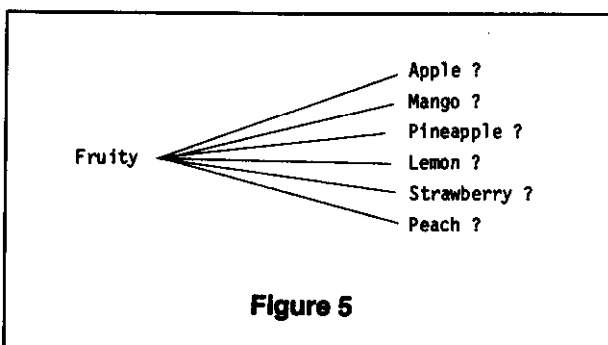 Apple ?
Mango ?
Pineapple ?
Fruity
Lemon ?
Strawberry ?
Peach ?
Figure 5